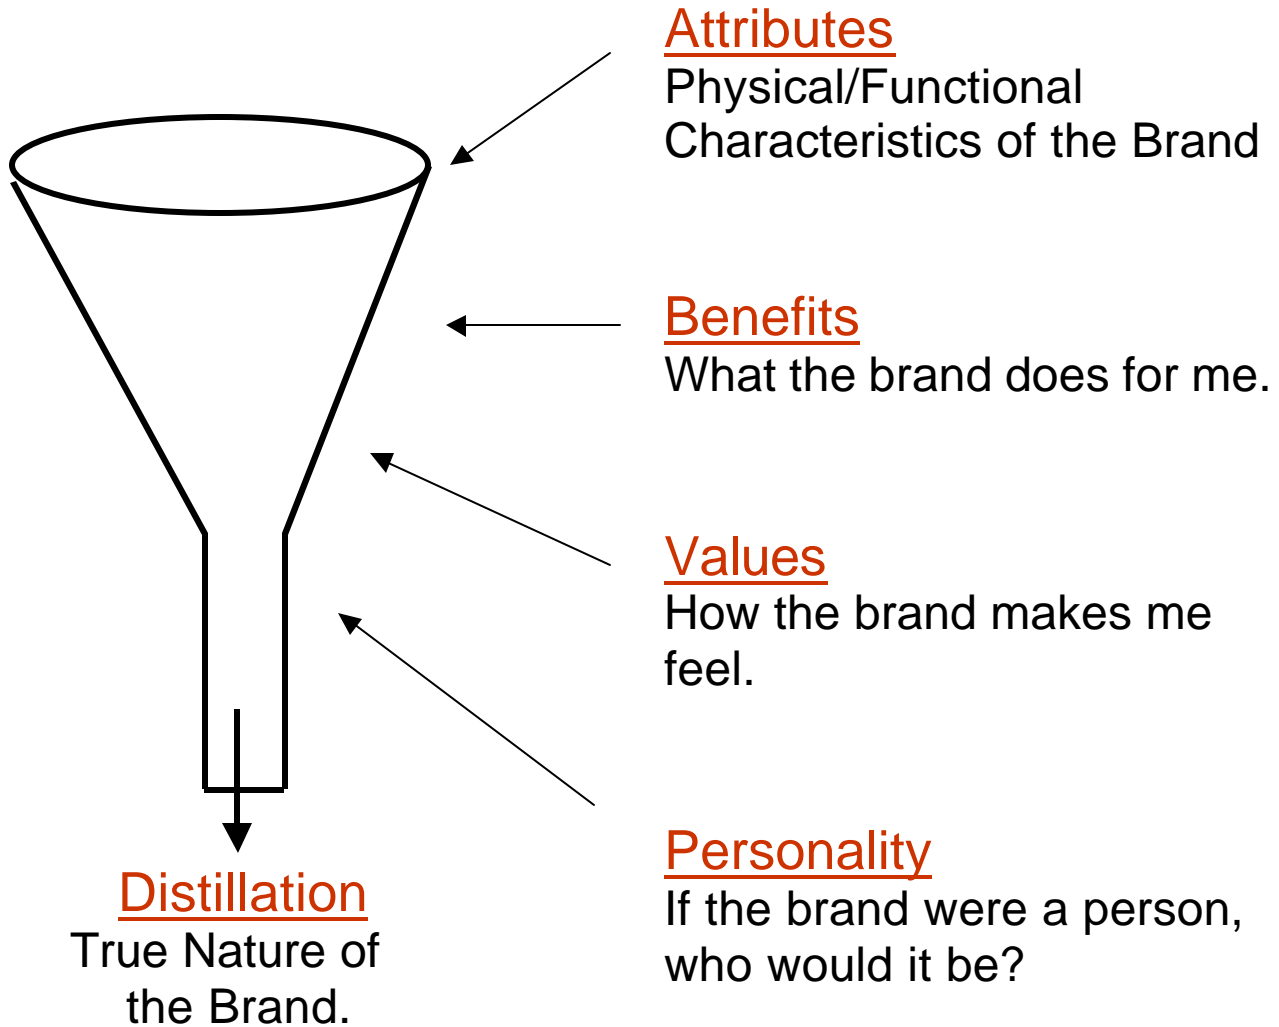 Attributes
Physical/Functional
Characteristics of the Brand
Benefits
What the brand does for me.
Values
How the brand makes me
feel.
Personality
If the brand were a person,
who would it be?
Distillation
True Nature of
the Brand.